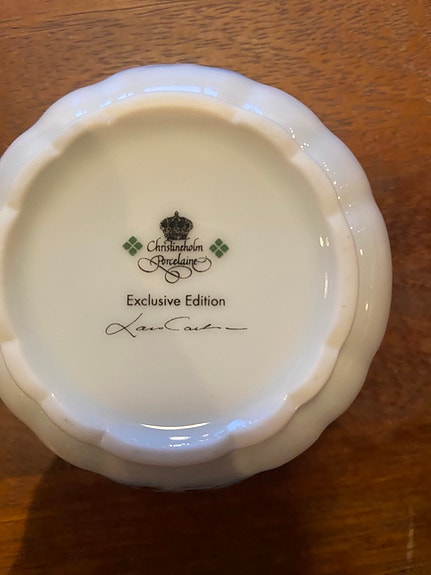 Christineholm
Porcelaine
Exclusive Edition